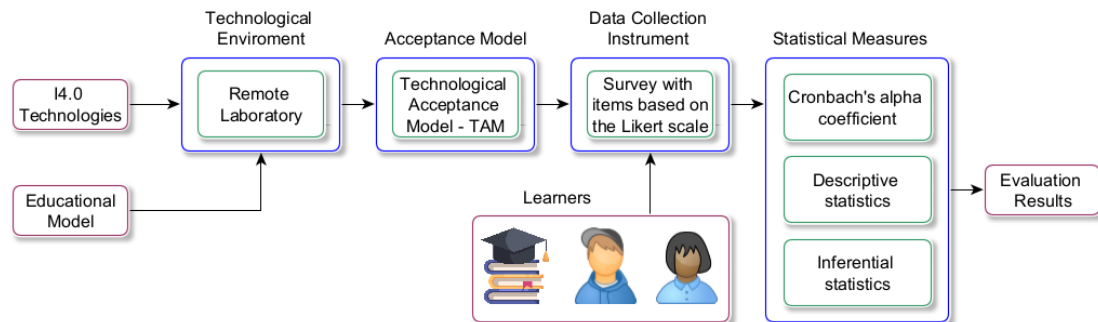 Technological
Enviroment
Acceptance Model
Data Collection
Instrument
Statistical Measures
I4.0
Technologies
Remote
Laboratory
Technological
Acceptance
Model - TAM
Survey with
items based on
the Likert scale
Cronbach's alpha
coefficient
Educational
Model
Learners
Descriptive
statistics
Evaluation
Results
Inferential
statistics